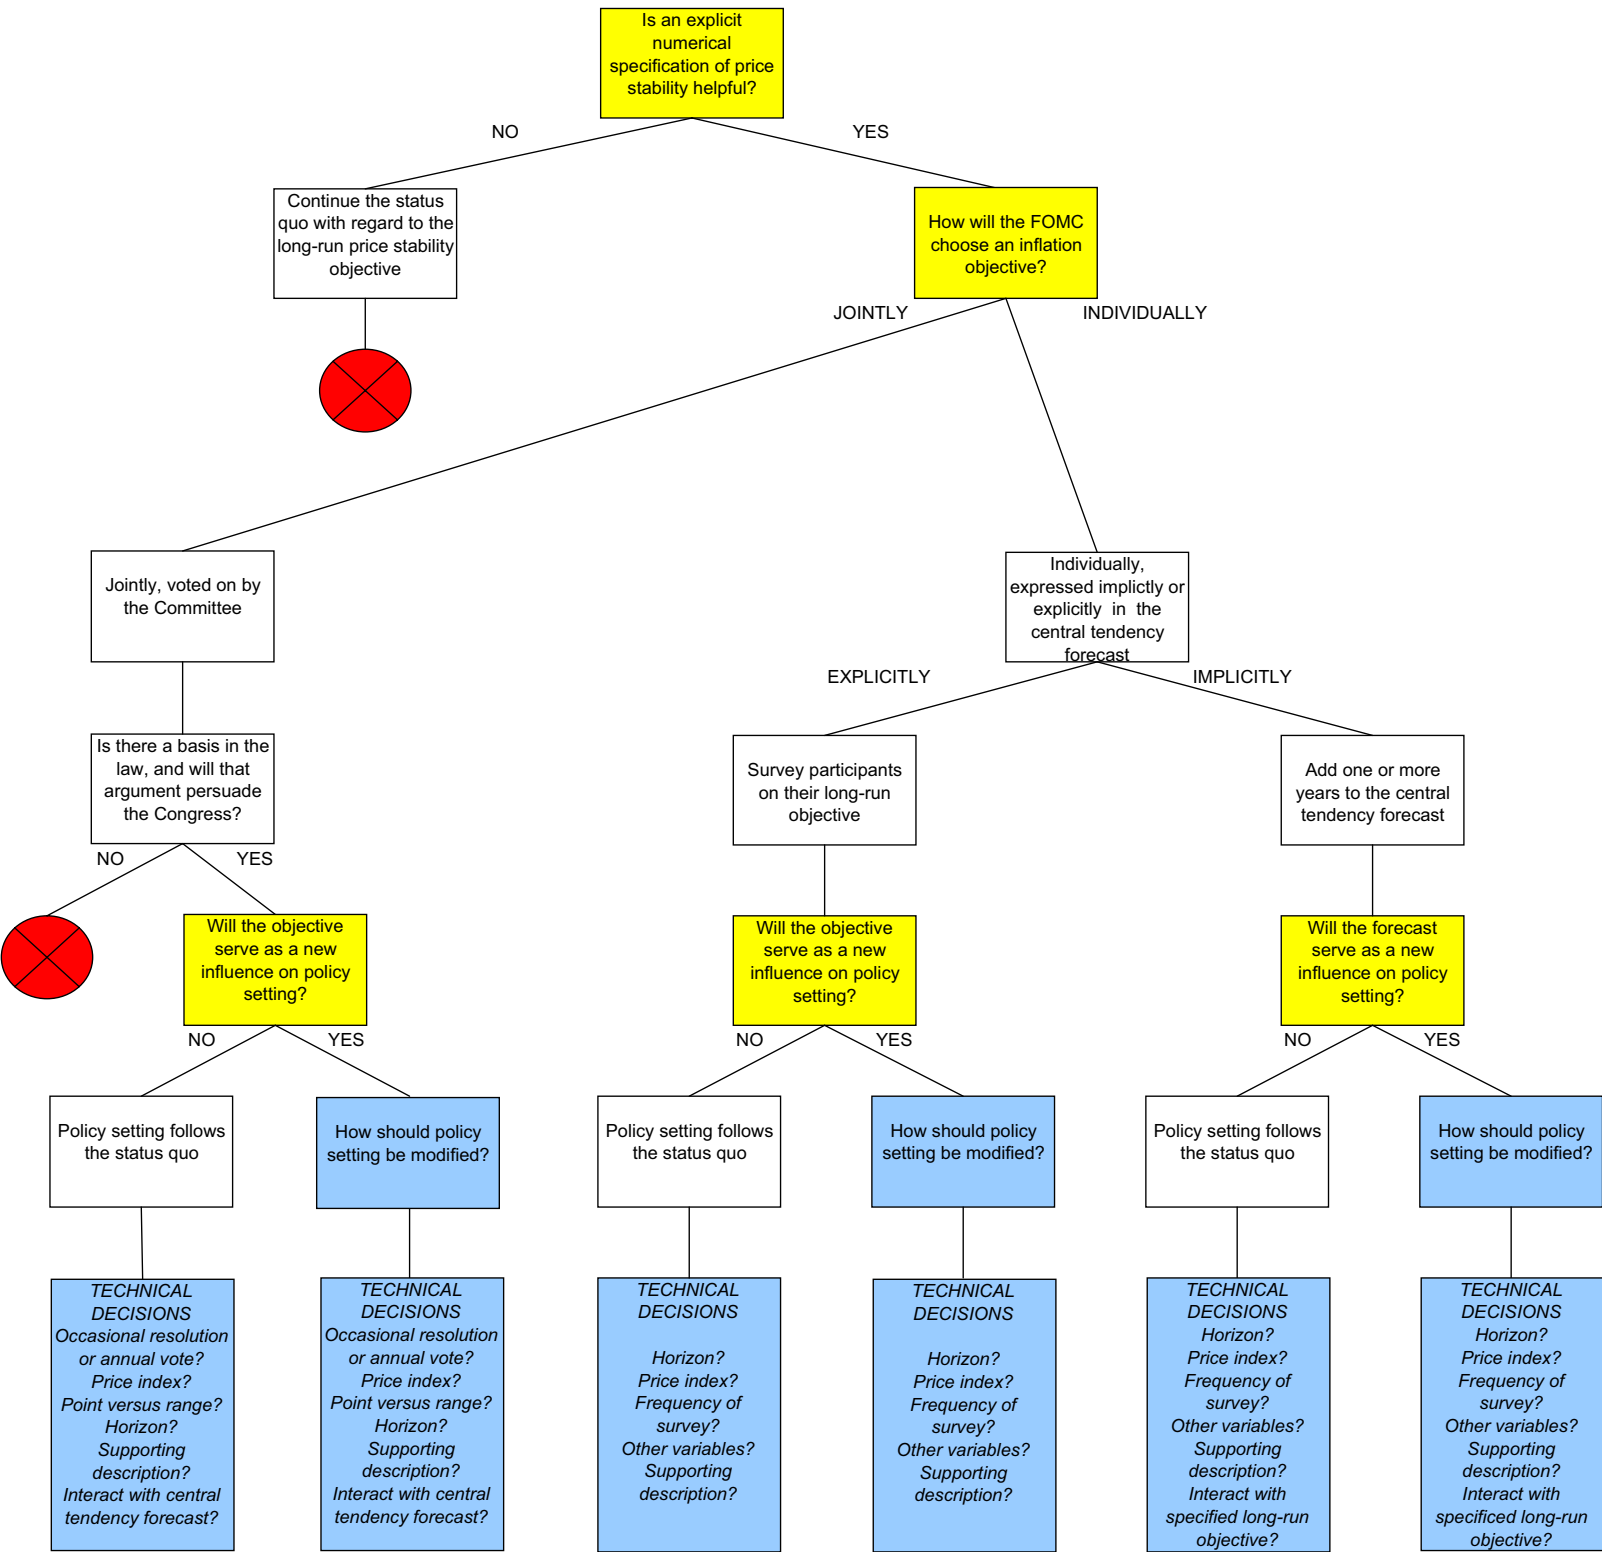 Is an explicit
numerical
specification of price
stability helpful?
NO
YES
Continue the status
quo with regard to the
long-run price stability
objective
How will the FOMC
choose an inflation
objective?
JOINTLY
INDIVIDUALLY
Jointly, voted on by
the Committee
Individually,
expressed implictly or
explicitly in the
central tendency
forecast
EXPLICITLY
IMPLICITLY
Is there a basis in the
law, and will that
argument persuade
the Congress?
Survey participants
on their long-run
objective
Add one or more
years to the central
tendency forecast
NO
YES
Will the objective
serve as a new
influence on policy
setting?
Will the objective
serve as a new
influence on policy
setting?
Will the forecast
serve as a new
influence on policy
setting?
NO
YES
NO
YES
NO
YES
Policy setting follows
the status quo
How should policy
setting be modified?
Policy setting follows
the status quo
How should policy
setting be modified?
Policy setting follows
the status quo
How should policy
setting be modified?
TECHNICAL
DECISIONS
Occasional resolution
or annual vote?
Price index?
Point versus range?
Horizon?
Supporting
description?
Interact with central
tendency forecast?
TECHNICAL
DECISIONS
Occasional resolution
or annual vote?
Price index?
Point versus range?
Horizon?
Supporting
description?
Interact with central
tendency forecast?
TECHNICAL
DECISIONS
Horizon?
Price index?
Frequency of
survey?
Other variables?
Supporting
description?
TECHNICAL
DECISIONS
Horizon?
Price index?
Frequency of
survey?
Other variables?
Supporting
description?
TECHNICAL
DECISIONS
Horizon?
Price index?
Frequency of
survey?
Other variables?
Supporting
description?
Interact with
specified long-run
objective?
TECHNICAL
DECISIONS
Horizon?
Price index?
Frequency of
survey?
Other variables?
Supporting
description?
Interact with
specificed long-run
objective?